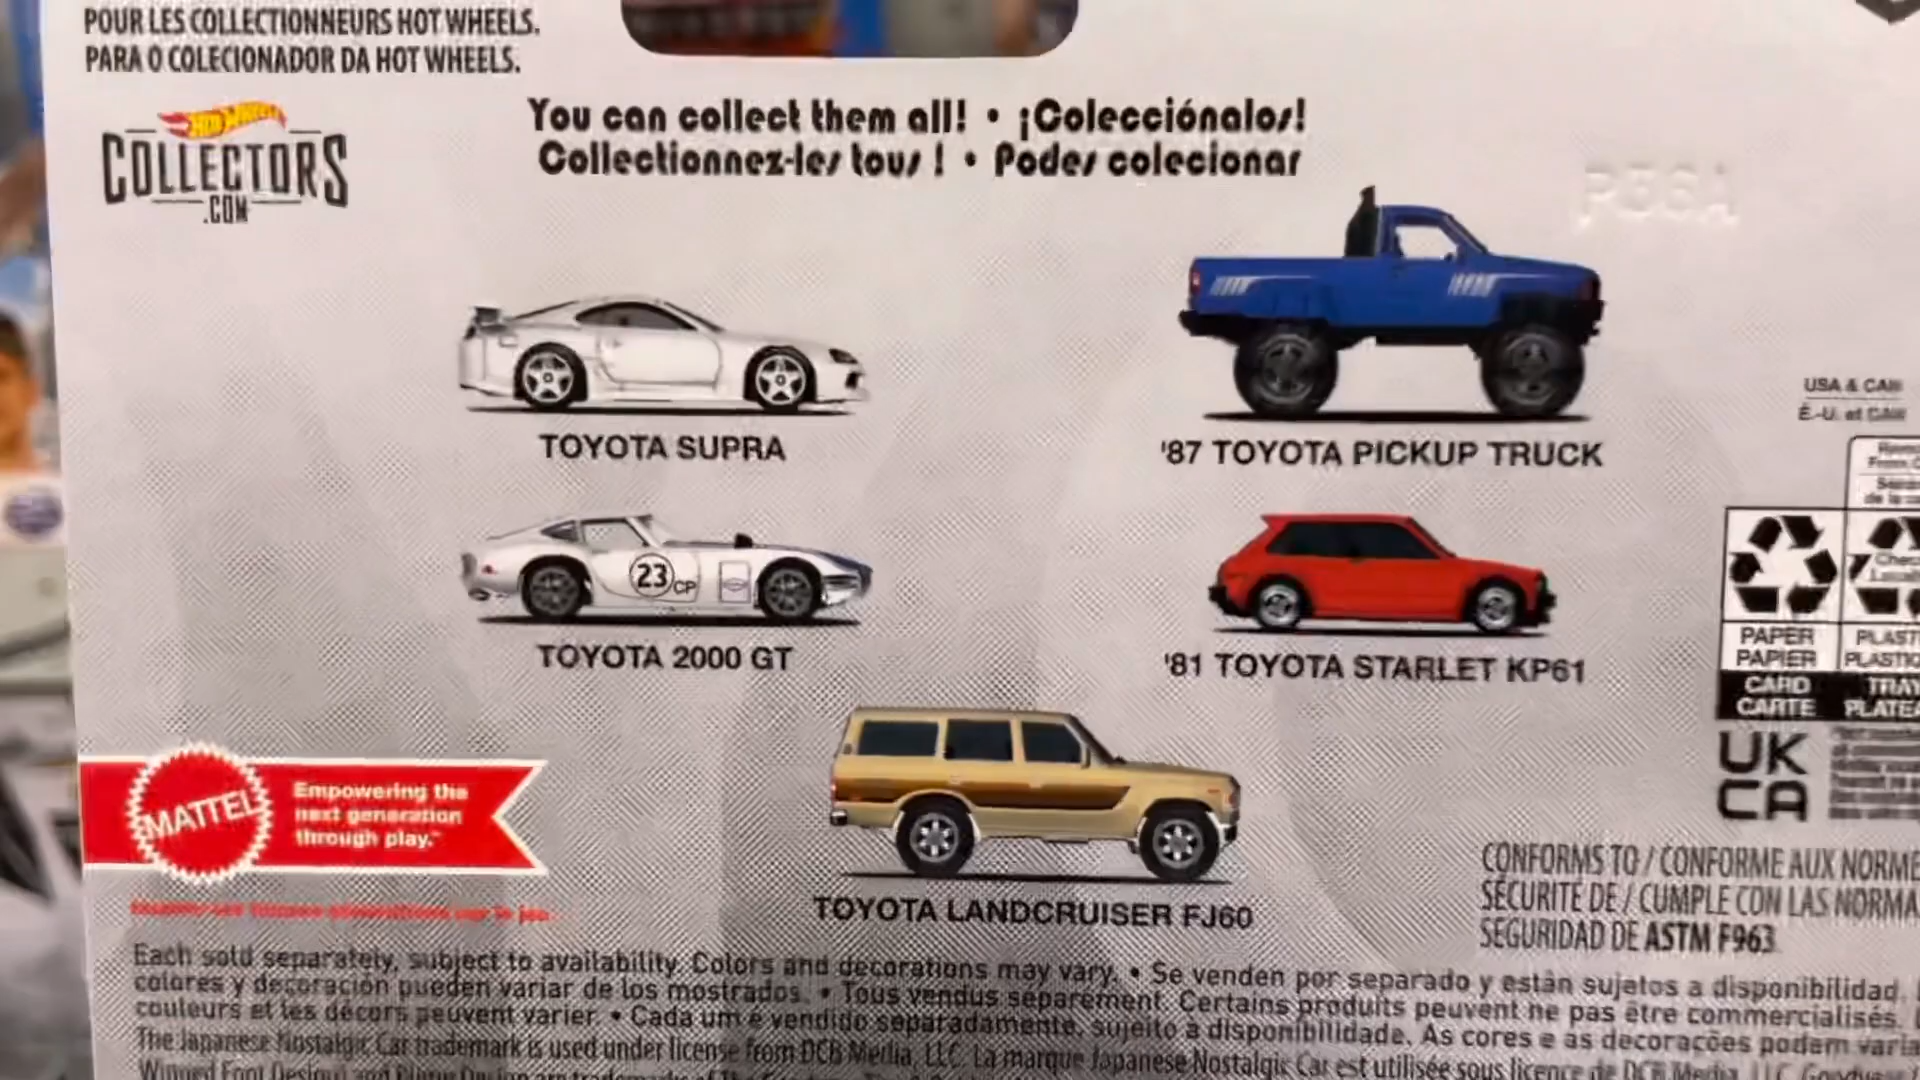 POUR LES COLLECTIONNEURS HOT WHEELS.
PARA O COLECIONADOR DA HOT WHEELS.
HOT WHEELS
COLLECTORS
.COM
You can collect them all! • ¡Colecciónalos!
Collectionnez-les tous ! • Podes colecionar
P56A
TOYOTA SUPRA
'87 TOYOTA PICKUP TRUCK
USA & CAN
É.-U. et CAN
23
CP
TOYOTA 2000 GT
'81 TOYOTA STARLET KP61
PAPER
PAPIER
CARD
CARTE
PLASTIC
TRAY
UK
CA
MATTEL
Empowering the
next generation
through play.™
TOYOTA LANDCRUISER FJ60
CONFORMS TO / CONFORME AUX NORME
SÉCURITÉ DE / CUMPLE CON LAS NORMA
SEGURIDAD DE ASTM F963
Each sold separately, subject to availability. Colors and decorations may vary. • Se venden por separado y están sujetos a disponibilidad.
colores y decoración pueden variar de los mostrados. • Tous vendus séparément. Certains produits peuvent ne pas être commercialisés.
couleurs et les décors peuvent varier • Cada um é vendido separadamente, sujeito a disponibilidade. As cores e as decorações podem
The Japanese Nostalgic Car trademark is used under license from DCB Media, LLC. La marque Japanese Nostalgic Car est utilisée sous licence de DCB Media, LLC.